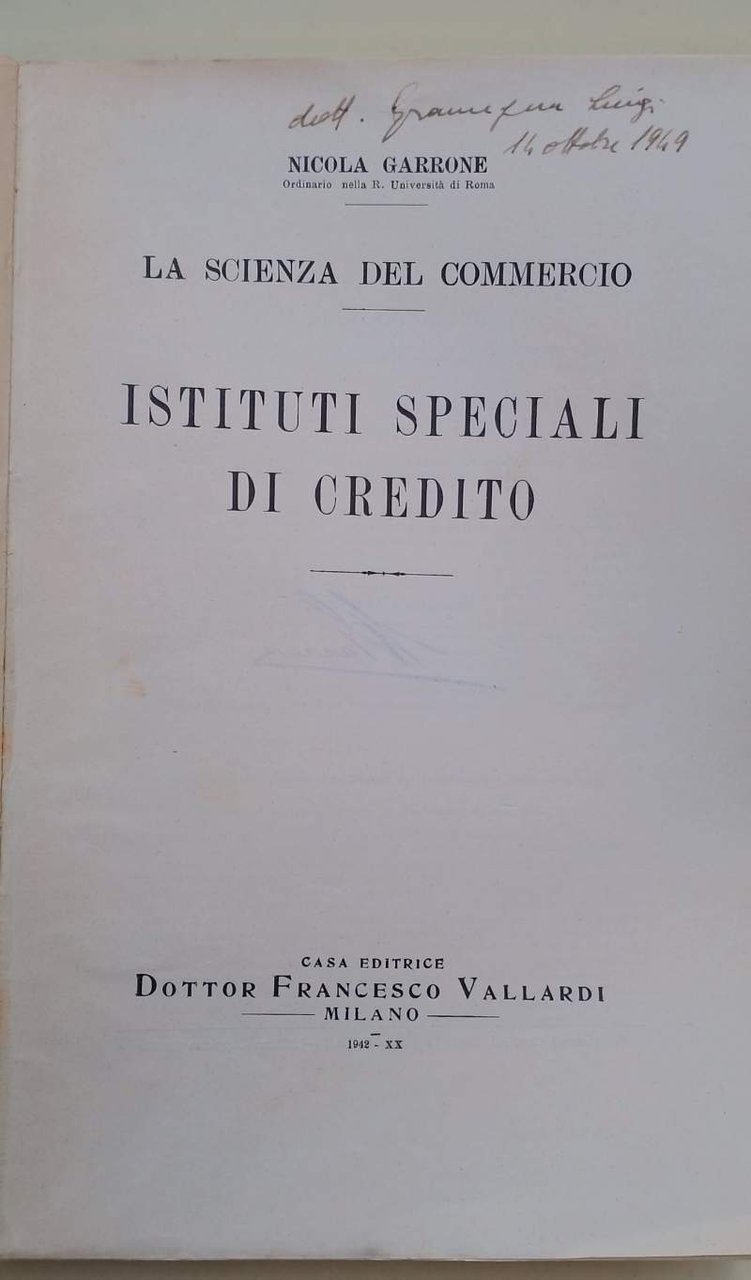 dott. Luigi
14 ottobre 1949
NICOLA GARRONE
Ordinario nella R. Università di Roma
LA SCIENZA DEL COMMERCIO
ISTITUTI SPECIALI
DI CREDITO
CASA EDITRICE
DOTTOR FRANCESCO VALLARDI
MILANO
1942 - XX